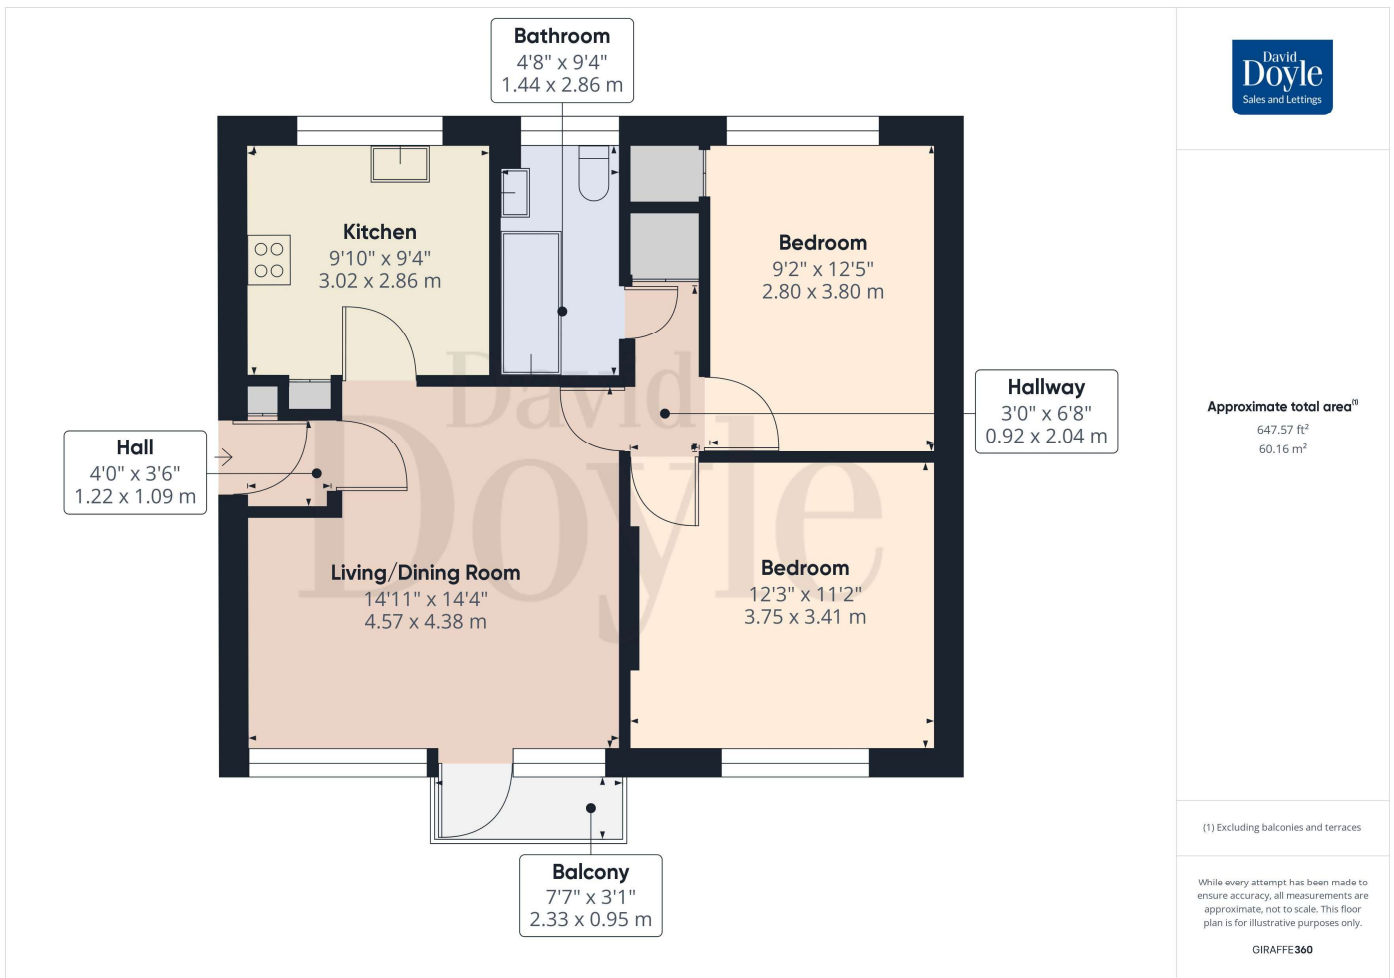 Bathroom
4'8" x 9'4"
1.44 x 2.86 m
Kitchen
9'10" x 9'4"
3.02 x 2.86 m
Bedroom
9'2" x 12'5"
2.80 x 3.80 m
Hallway
3'0" x 6'8"
0.92 x 2.04 m
Hall
4'0" x 3'6"
1.22 x 1.09 m
David
Doyle
Living/Dining Room
14'11" x 14'4"
4.57 x 4.38 m
Bedroom
12'3" x 11'2"
3.75 x 3.41 m
Balcony
7'7" x 3'1"
2.33 x 0.95 m
David
Doyle
Sales and Lettings
Approximate total area(1)
647.57 ft²
60.16 m²
(1) Excluding balconies and terraces
While every attempt has been made to
ensure accuracy, all measurements are
approximate, not to scale. This floor
plan is for illustrative purposes only.
GIRAFFE360